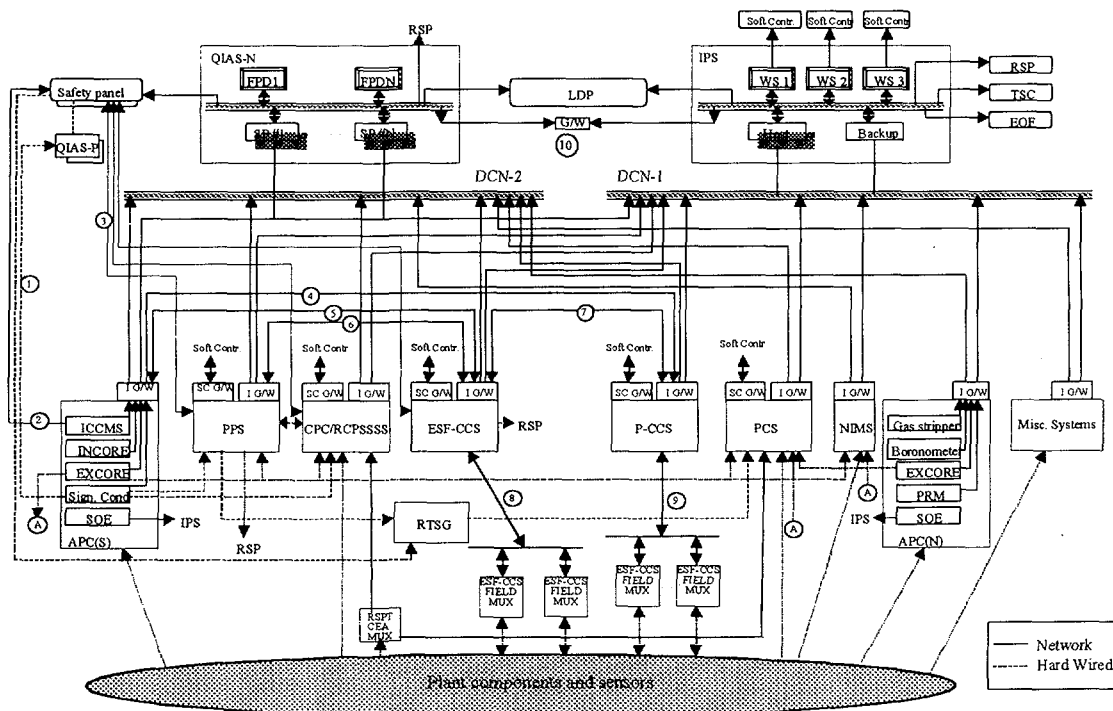 Soft Contr.
Soft Contr.
Soft Contr.
RSP
QIAS-N
IPS
FPD1
FPDN
WS 1
WS 2
WS 3
RSP
Safety panel
LDP
TSC
G/W
EOF
Backup
QIAS-P
10
DCN-2
DCN-1
3
1
4
5
6
7
Soft Contr.
Soft Contr
Soft Contr.
Soft Contr.
Soft Contr.
I G/W
SC G/W
I G/W
SC G/W
I G/W
SC G/W
I G/W
SC G/W
I G/W
SC G/W
I G/W
I G/W
I G/W
I G/W
2
ICCMS
INCORE
EXCORE
Sign. Cond
SOE
APC(S)
A
IPS
PPS
RSP
CPC/RCPSSSS
ESF-CCS
RSP
P-CCS
PCS
NIMS
A
A
Gas stripper
Boronometer
EXCORE
PRM
SOE
IPS
APC(N)
Misc. Systems
RTSG
8
9
ESF-CCS
FIELD
MUX
ESF-CCS
FIELD
MUX
ESF-CCS
FIELD
MUX
ESF-CCS
FIELD
MUX
RSPT
CEA
MUX
Network
Hard Wired
Plant components and sensors